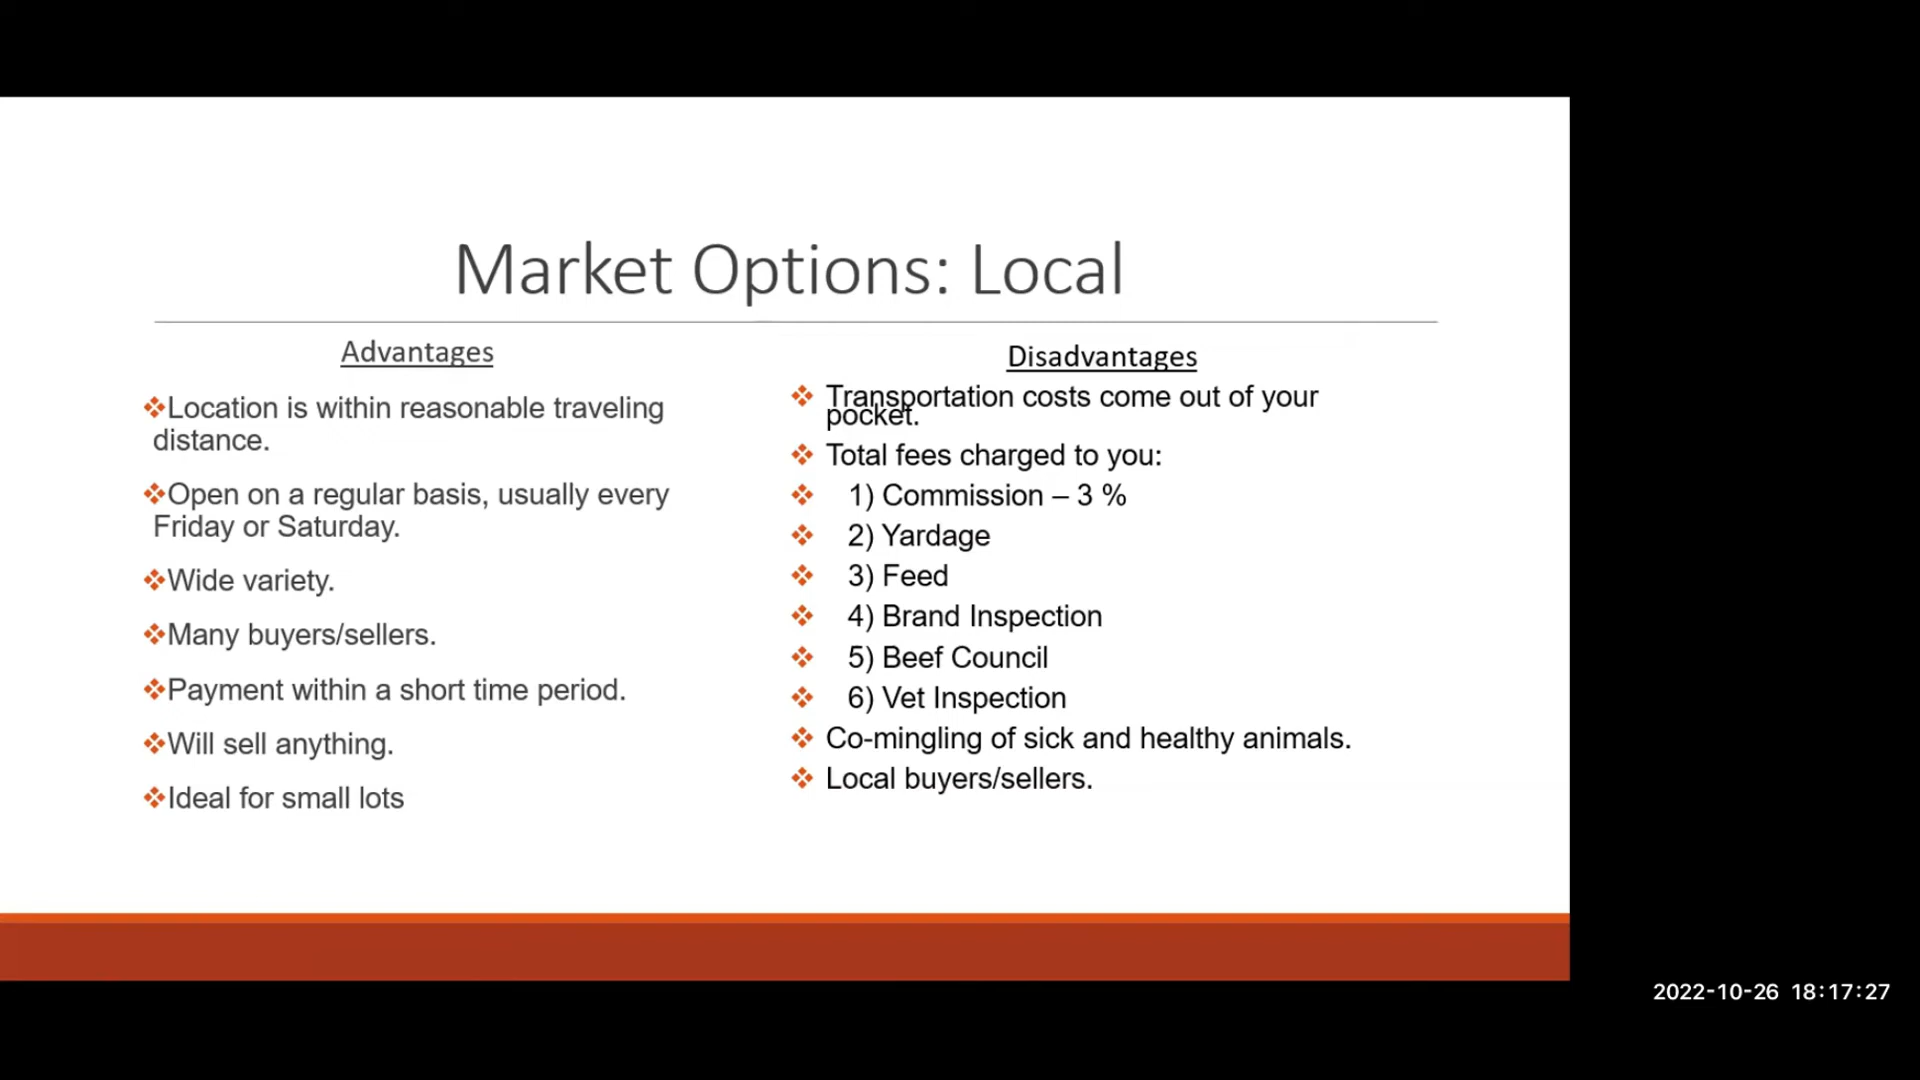 Market Options: Local
Advantages
Location is within reasonable traveling
distance.
Open on a regular basis, usually every
Friday or Saturday.
Wide variety.
Many buyers/sellers.
Payment within a short time period.
Will sell anything.
Ideal for small lots
Disadvantages
Transportation costs come out of your
pocket.
Total fees charged to you:
1) Commission – 3 %
2) Yardage
3) Feed
4) Brand Inspection
5) Beef Council
6) Vet Inspection
Co-mingling of sick and healthy animals.
Local buyers/sellers.
2022-10-26 18:17:27